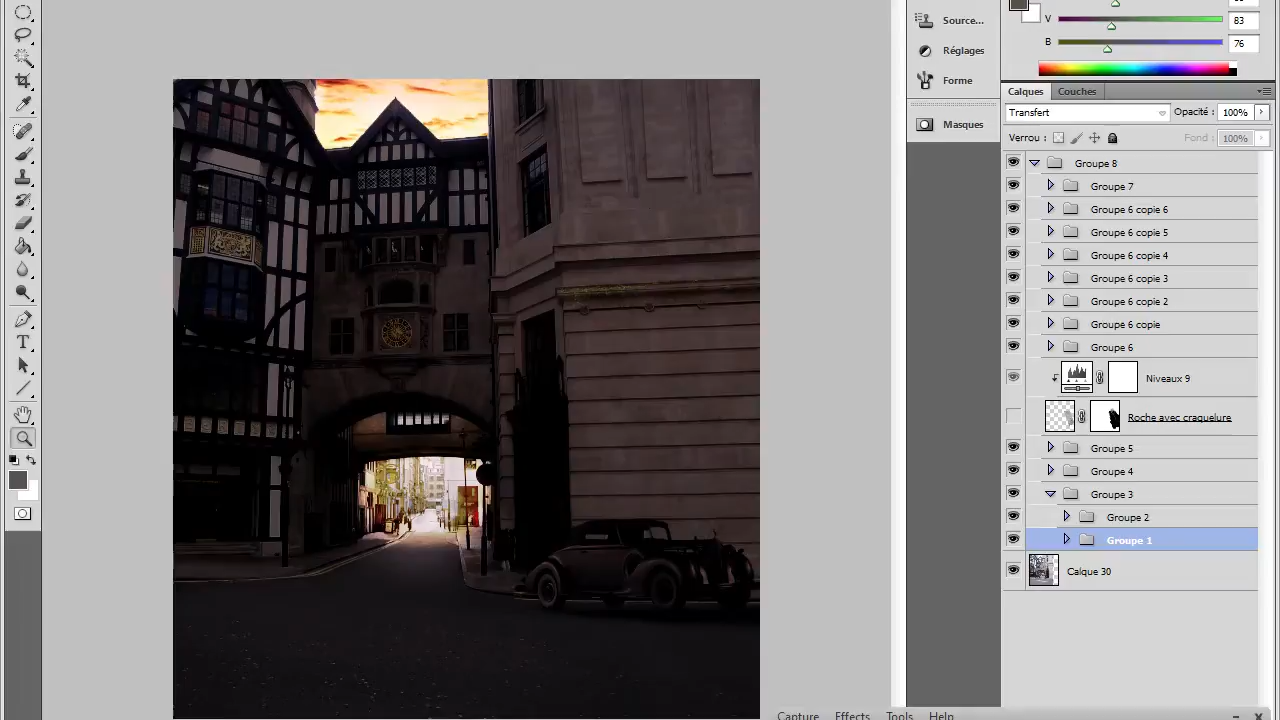 Source...
V 83
Réglages
B 76
Forme
Calques Couches
Transfert Opacité : 100%
Masques
Verrou : Fond : 100%
Groupe 8
Groupe 7
Groupe 6 copie 6
Groupe 6 copie 5
Groupe 6 copie 4
Groupe 6 copie 3
Groupe 6 copie 2
Groupe 6 copie
Groupe 6
Niveaux 9
Roche avec craquelure
Groupe 5
Groupe 4
Groupe 3
Groupe 2
Groupe 1
Calque 30
Capture Effects Tools Help